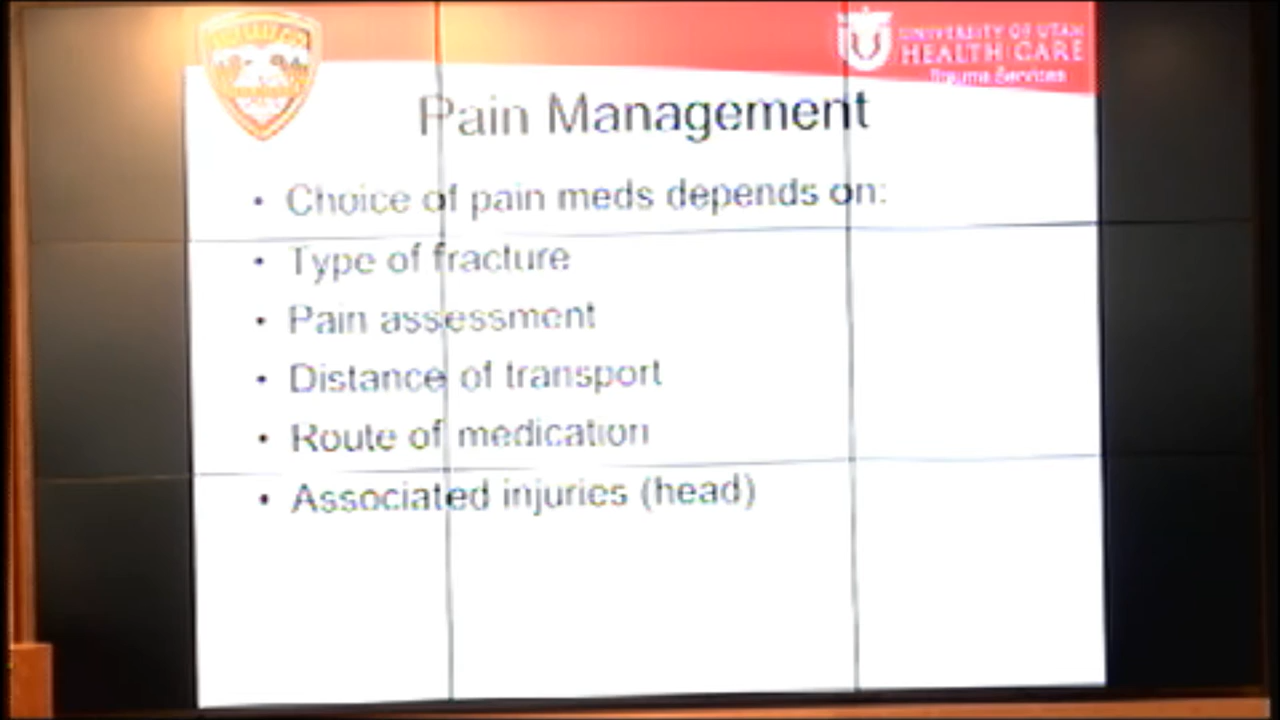 UNIVERSITY OF UTAH
HEALTH CARE
Trauma Services
Pain Management
• Choice of pain meds depends on:
• Type of fracture
• Pain assessment
• Distance of transport
• Route of medication
• Associated injuries (head)